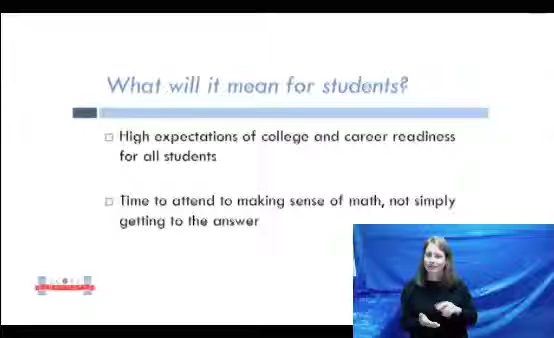 What will it mean for students?
High expectations of college and career readiness
for all students
Time to attend to making sense of math, not simply
getting to the answer